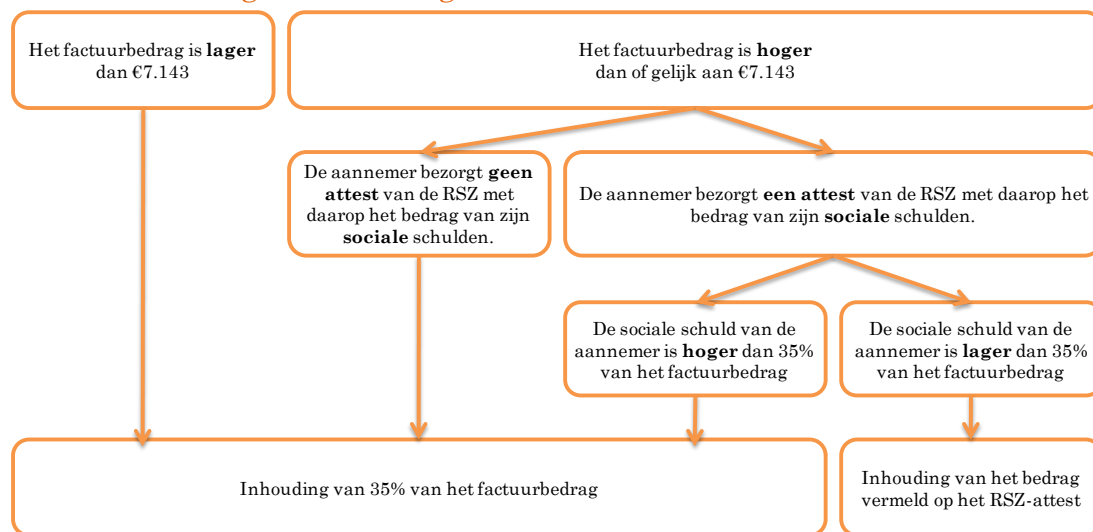 Het factuurbedrag is lager
dan €7.143
Het factuurbedrag is hoger
dan of gelijk aan €7.143
De aannemer bezorgt geen
attest van de RSZ met
daarop het bedrag van zijn
sociale schulden.
De aannemer bezorgt een attest van de RSZ met daarop het
bedrag van zijn sociale schulden.
De sociale schuld van de
aannemer is hoger dan 35%
van het factuurbedrag
De sociale schuld van de
aannemer is lager dan 35%
van het factuurbedrag
Inhouding van 35% van het factuurbedrag
Inhouding van het bedrag
vermeld op het RSZ-attest